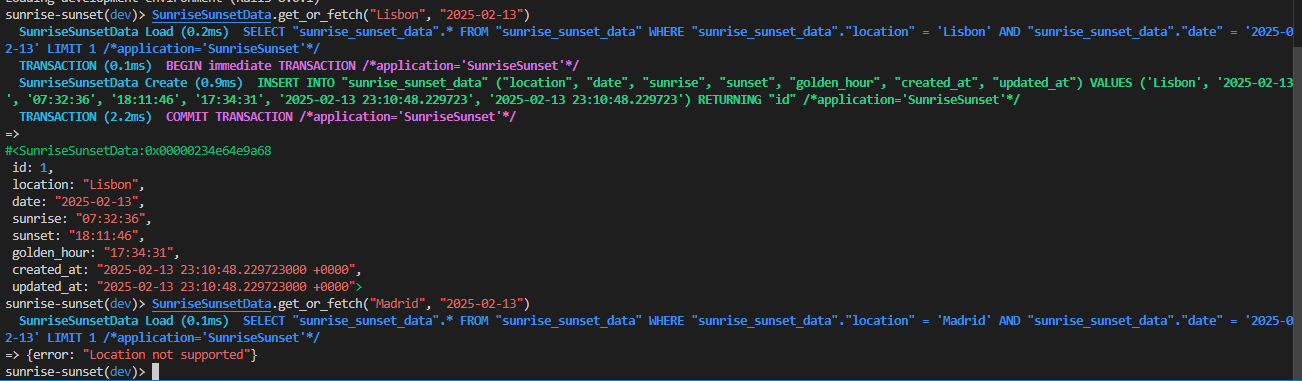 Loading development environment (Rails 8.0.1)
sunrise-sunset(dev)> SunriseSunsetData.get_or_fetch("Lisbon", "2025-02-13")
  SunriseSunsetData Load (0.2ms)  SELECT "sunrise_sunset_data".* FROM "sunrise_sunset_data" WHERE "sunrise_sunset_data"."location" = 'Lisbon' AND "sunrise_sunset_data"."date" = '2025-0
2-13' LIMIT 1 /*application='SunriseSunset'*/
  TRANSACTION (0.1ms)  BEGIN immediate TRANSACTION /*application='SunriseSunset'*/
  SunriseSunsetData Create (0.9ms)  INSERT INTO "sunrise_sunset_data" ("location", "date", "sunrise", "sunset", "golden_hour", "created_at", "updated_at") VALUES ('Lisbon', '2025-02-13
', '07:32:36', '18:11:46', '17:34:31', '2025-02-13 23:10:48.229723', '2025-02-13 23:10:48.229723') RETURNING "id" /*application='SunriseSunset'*/
  TRANSACTION (2.2ms)  COMMIT TRANSACTION /*application='SunriseSunset'*/
=>
#<SunriseSunsetData:0x00000234e64e9a68
 id: 1,
 location: "Lisbon",
 date: "2025-02-13",
 sunrise: "07:32:36",
 sunset: "18:11:46",
 golden_hour: "17:34:31",
 created_at: "2025-02-13 23:10:48.229723000 +0000",
 updated_at: "2025-02-13 23:10:48.229723000 +0000">
sunrise-sunset(dev)> SunriseSunsetData.get_or_fetch("Madrid", "2025-02-13")
  SunriseSunsetData Load (0.1ms)  SELECT "sunrise_sunset_data".* FROM "sunrise_sunset_data" WHERE "sunrise_sunset_data"."location" = 'Madrid' AND "sunrise_sunset_data"."date" = '2025-0
2-13' LIMIT 1 /*application='SunriseSunset'*/
=> {error: "Location not supported"}
sunrise-sunset(dev)>